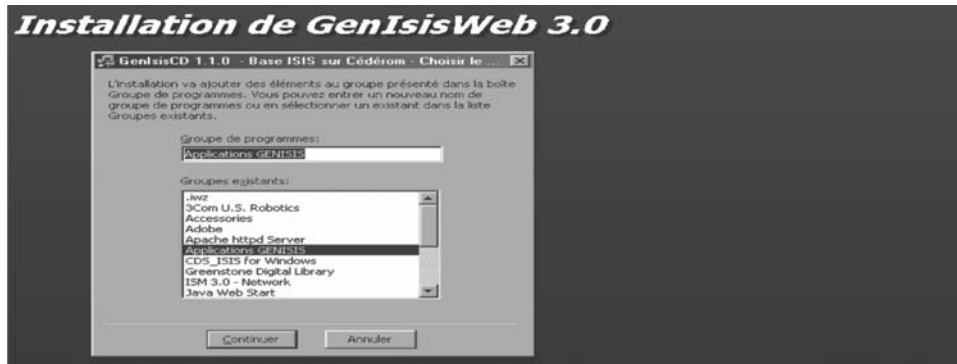 Installation de GenIsisWeb 3.0
GenIsisCD 1.1.0 - Base ISIS sur Cédérom - Choisir le ...
L'installation va ajouter des éléments au groupe présenté dans la boîte
Groupe de programmes. Vous pouvez entrer un nouveau nom de
groupe de programmes ou en sélectionner un existant dans la liste
Groupes existants.
Groupe de programmes:
Applications GENISIS
Groupes existants:
.iwz
3Com U.S. Robotics
Accessories
Adobe
Apache httpd Server
Applications GENISIS
CDS_ISIS for Windows
Greenstone Digital Library
ISM 3.0 - Network
Java Web Start
Continuer
Annuler